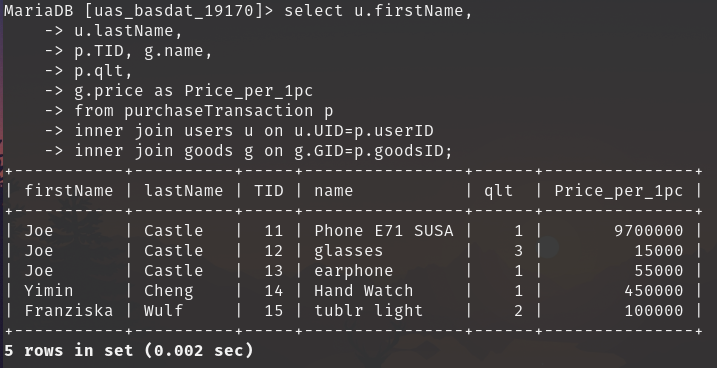 MariaDB [uas_basdat_19170]> select u.firstName,
    -> u.lastName,
    -> p.TID, g.name,
    -> p.qlt,
    -> g.price as Price_per_1pc
    -> from purchaseTransaction p
    -> inner join users u on u.UID=p.userID
    -> inner join goods g on g.GID=p.goodsID;
+-----------+----------+-----+----------------+------+---------------+
| firstName | lastName | TID | name           | qlt  | Price_per_1pc |
+-----------+----------+-----+----------------+------+---------------+
| Joe       | Castle   |  11 | Phone E71 SUSA |    1 |       9700000 |
| Joe       | Castle   |  12 | glasses        |    3 |         15000 |
| Joe       | Castle   |  13 | earphone       |    1 |         55000 |
| Yimin     | Cheng    |  14 | Hand Watch     |    1 |        450000 |
| Franziska | Wulf     |  15 | tublr light    |    2 |        100000 |
+-----------+----------+-----+----------------+------+---------------+
5 rows in set (0.002 sec)